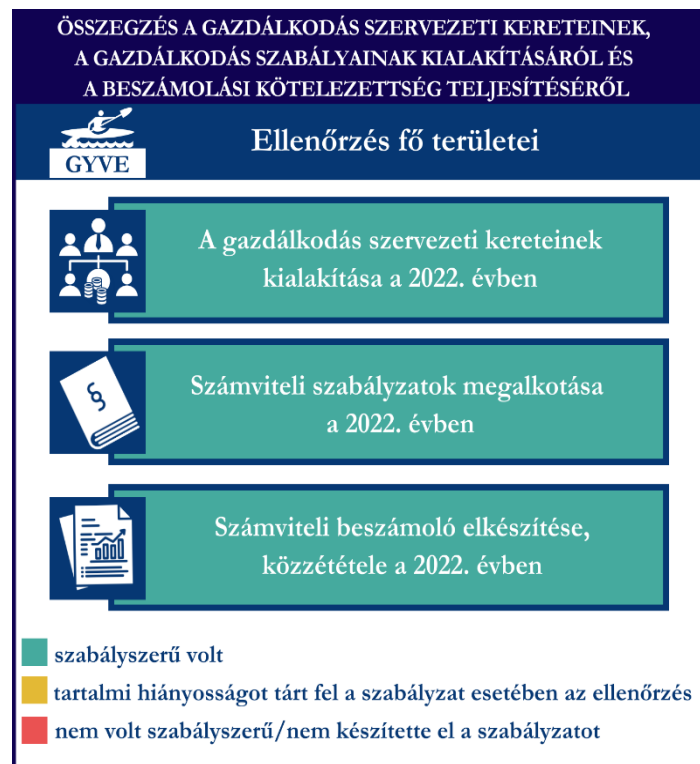 ÖSSZEGZÉS A GAZDÁLKODÁS SZERVEZETI KERETEINEK,
A GAZDÁLKODÁS SZABÁLYAINAK KIALAKÍTÁSÁRÓL ÉS
A BESZÁMOLÁSI KÖTELEZETTSÉG TELJESÍTÉSÉRŐL
GYVE
Ellenőrzés fő területei
A gazdálkodás szervezeti kereteinek
kialakítása a 2022. évben
§
Számviteli szabályzatok megalkotása
a 2022. évben
Számviteli beszámoló elkészítése,
közzététele a 2022. évben
szabályszerű volt
tartalmi hiányosságot tárt fel a szabályzat esetében az ellenőrzés
nem volt szabályszerű/nem készítette el a szabályzatot